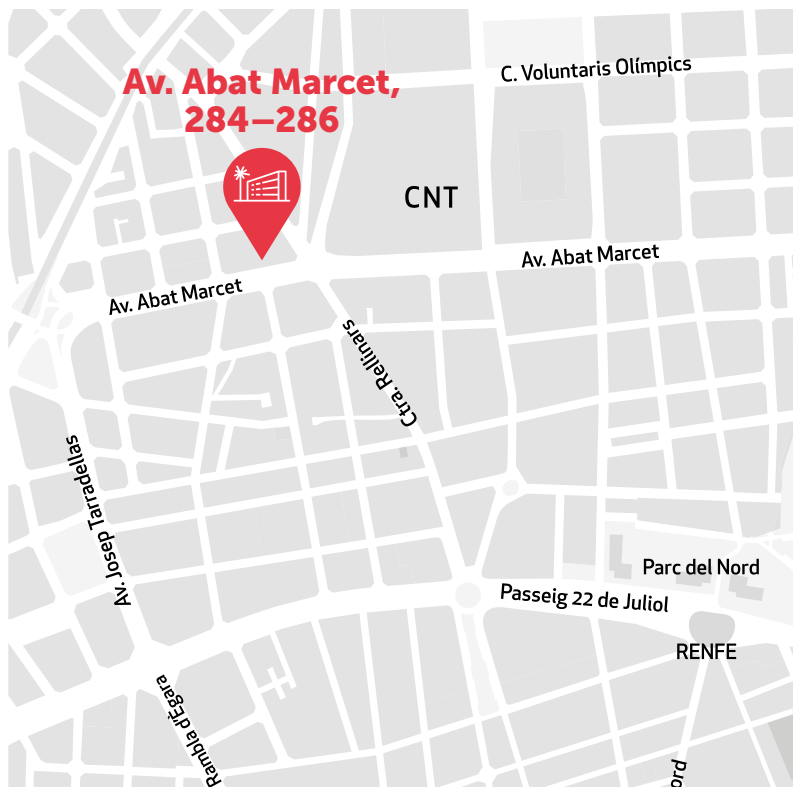 C. Voluntaris Olímpics
Av. Abat Marcet,
284–286
CNT
Av. Abat Marcet
Av. Abat Marcet
Ctra. Rellinars
Av. Josep Tarradellas
Parc del Nord
Passeig 22 de Juliol
RENFE
Rambla d'Ègara
ord